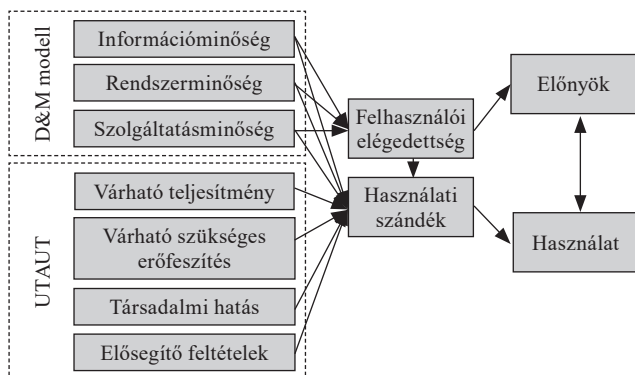 D&M modell
Információminőség
Rendszerminőség
Szolgáltatásminőség
UTAUT
Várható teljesítmény
Várható szükséges
erőfeszítés
Társadalmi hatás
Elősegítő feltételek
Felhasználói
elégedettség
Használati
szándék
Előnyök
Használat